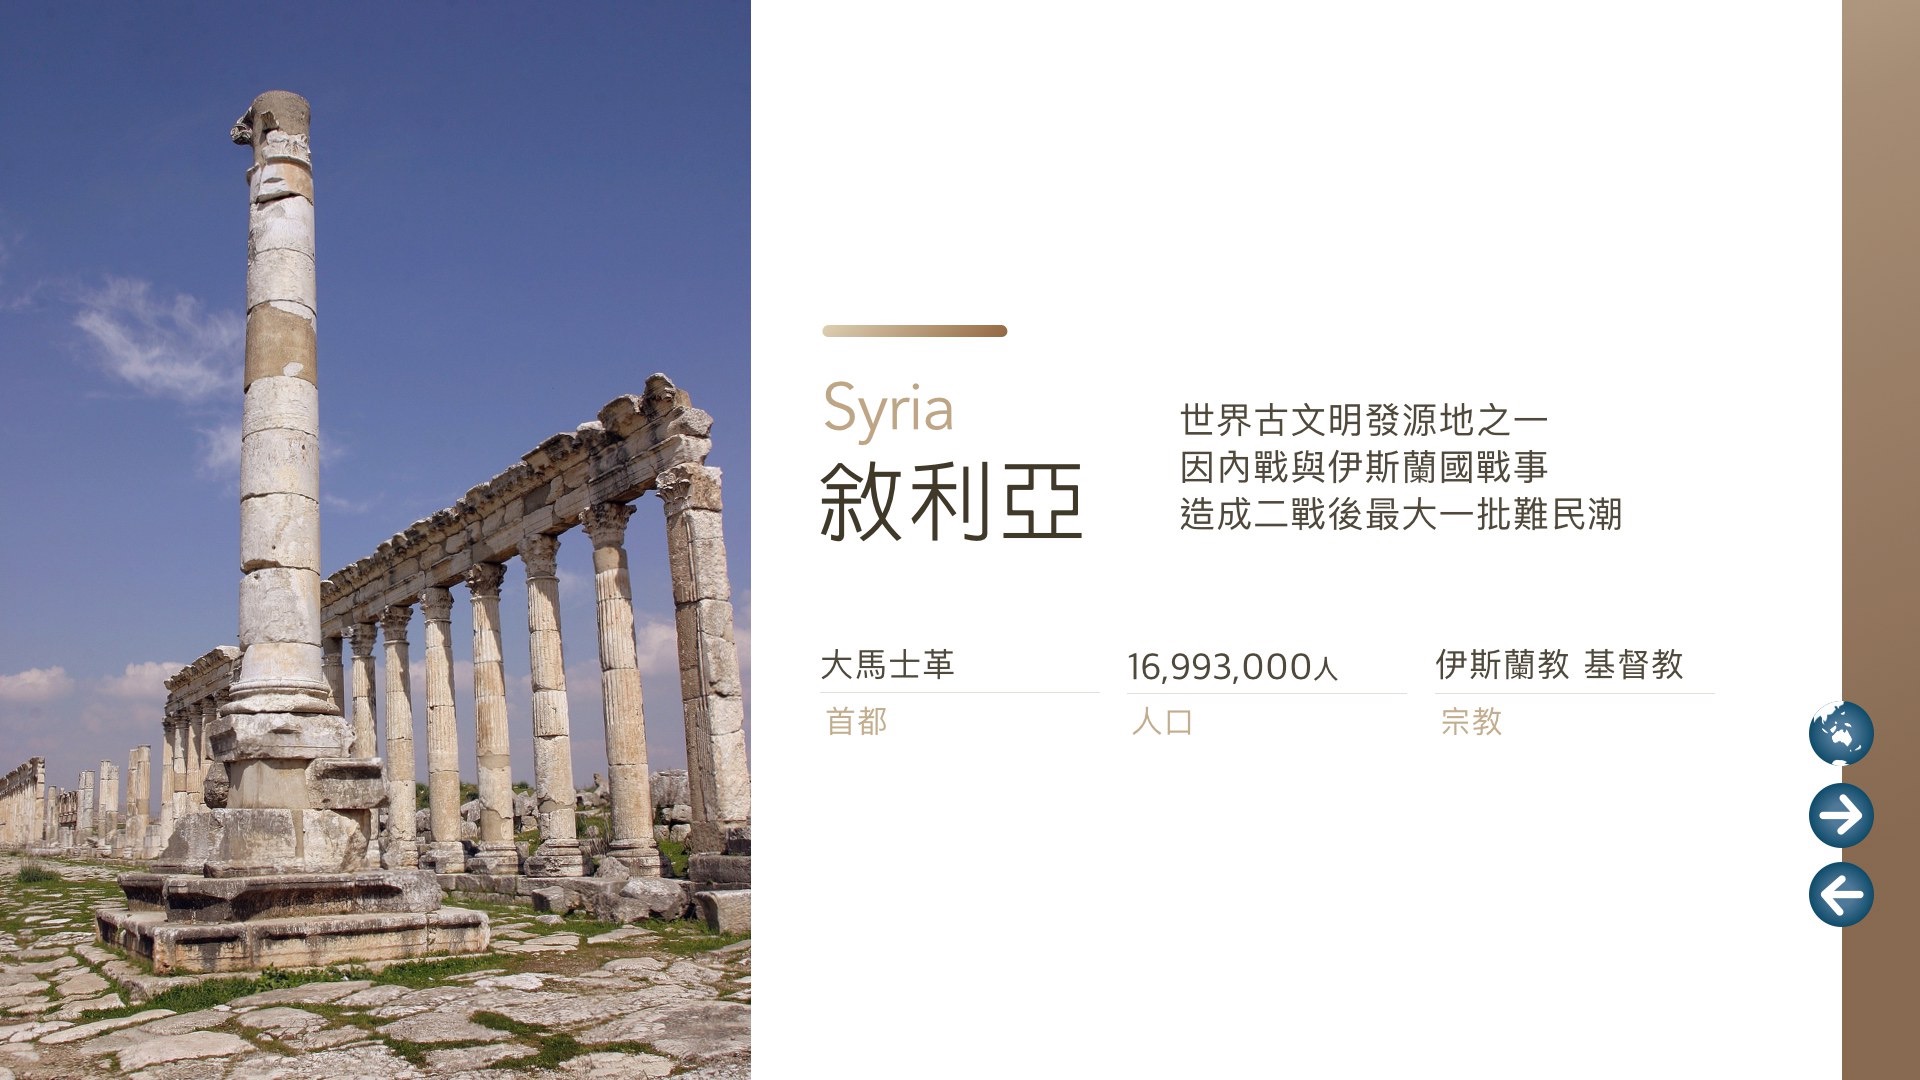 Syria
敘利亞
世界古文明發源地之一
因內戰與伊斯蘭國戰事
造成二戰後最大一批難民潮
大馬士革
首都
16,993,000人
人口
伊斯蘭教 基督教
宗教